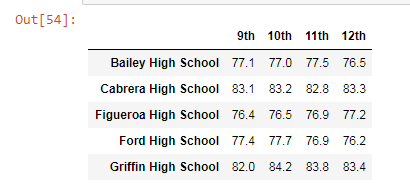 Out[54]:
9th 10th 11th 12th
Bailey High School 77.1 77.0 77.5 76.5
Cabrera High School 83.1 83.2 82.8 83.3
Figueroa High School 76.4 76.5 76.9 77.2
Ford High School 77.4 77.7 76.9 76.2
Griffin High School 82.0 84.2 83.8 83.4